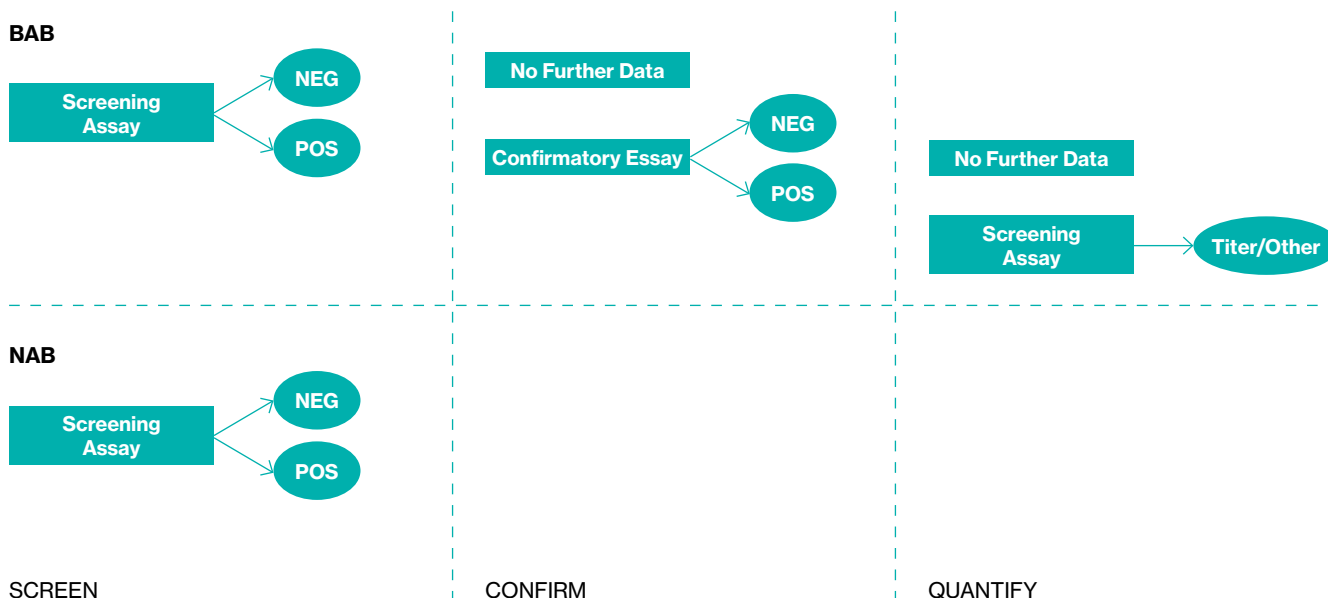 BAB
Screening
Assay
NEG
POS
No Further Data
Confirmatory Essay
NEG
POS
No Further Data
Screening
Assay
Titer/Other
NAB
Screening
Assay
NEG
POS
SCREEN
CONFIRM
QUANTIFY